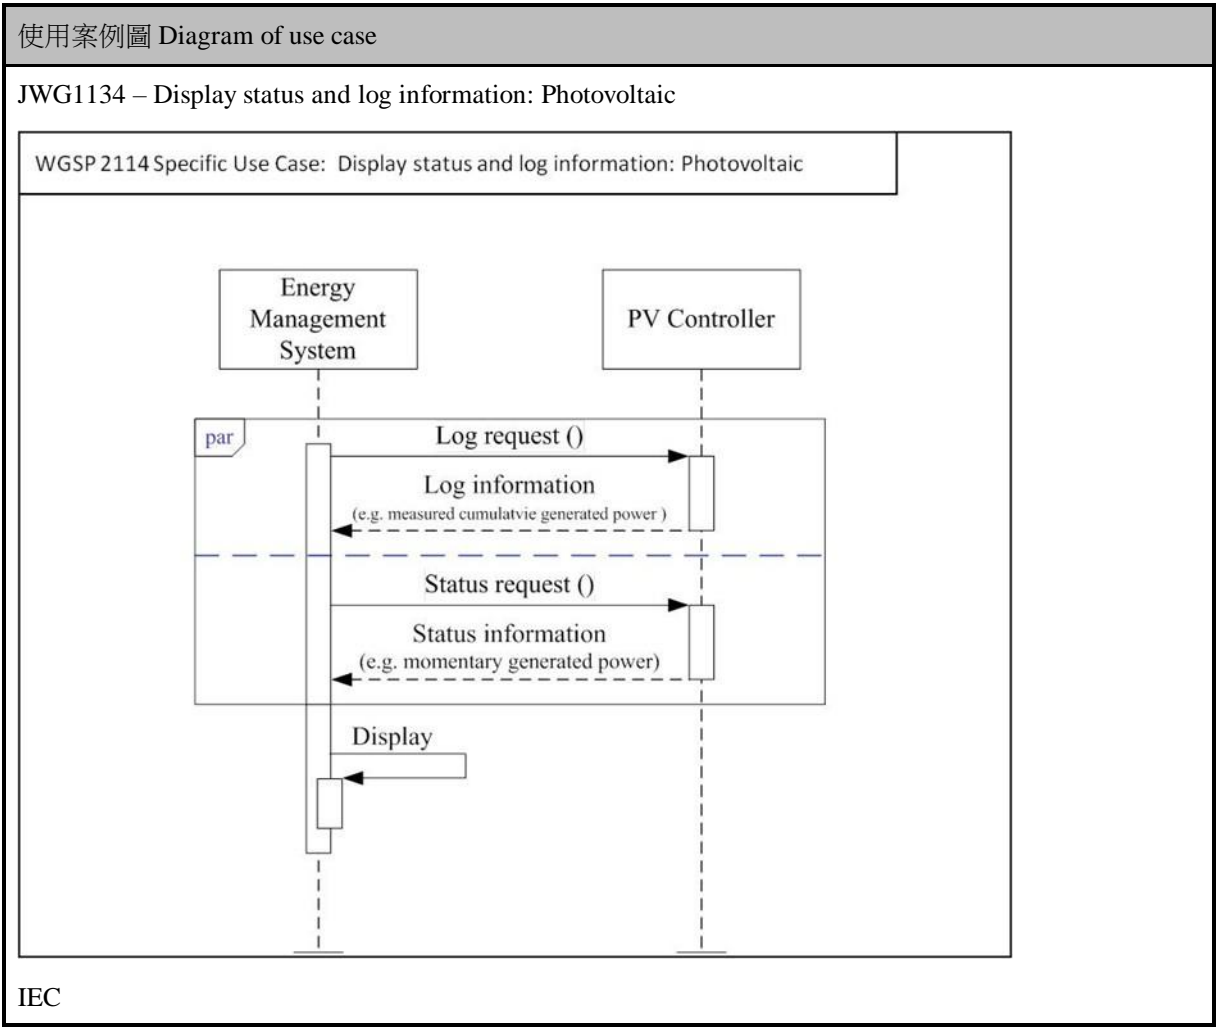 使用案例圖 Diagram of use case
JWG1134 – Display status and log information: Photovoltaic
WGSP 2114 Specific Use Case: Display status and log information: Photovoltaic
Energy
Management
System
PV Controller
par
Log request ()
Log information
(e.g. measured cumulatvie generated power )
Status request ()
Status information
(e.g. momentary generated power)
Display
IEC